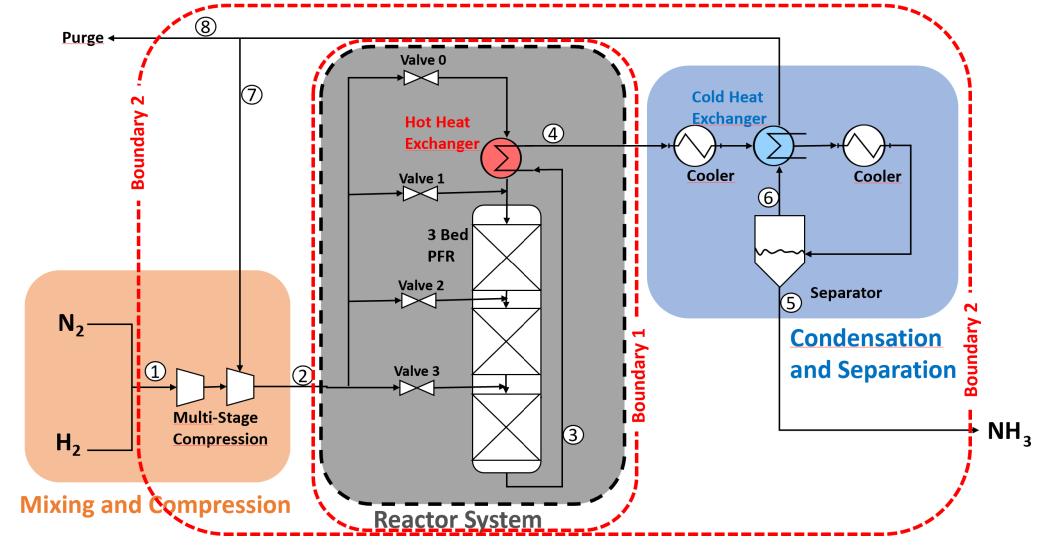 8
Purge
Valve 0
7
Boundary 2
Hot Heat
Exchanger
4
Cold Heat
Exchanger
Cooler
Cooler
Valve 1
6
3 Bed
PFR
Valve 2
5
Separator
N₂
Condensation
and Separation
Boundary 1
Boundary 2
1
2
Valve 3
Multi-Stage
Compression
H₂
3
NH₃
Mixing and Compression
Reactor System